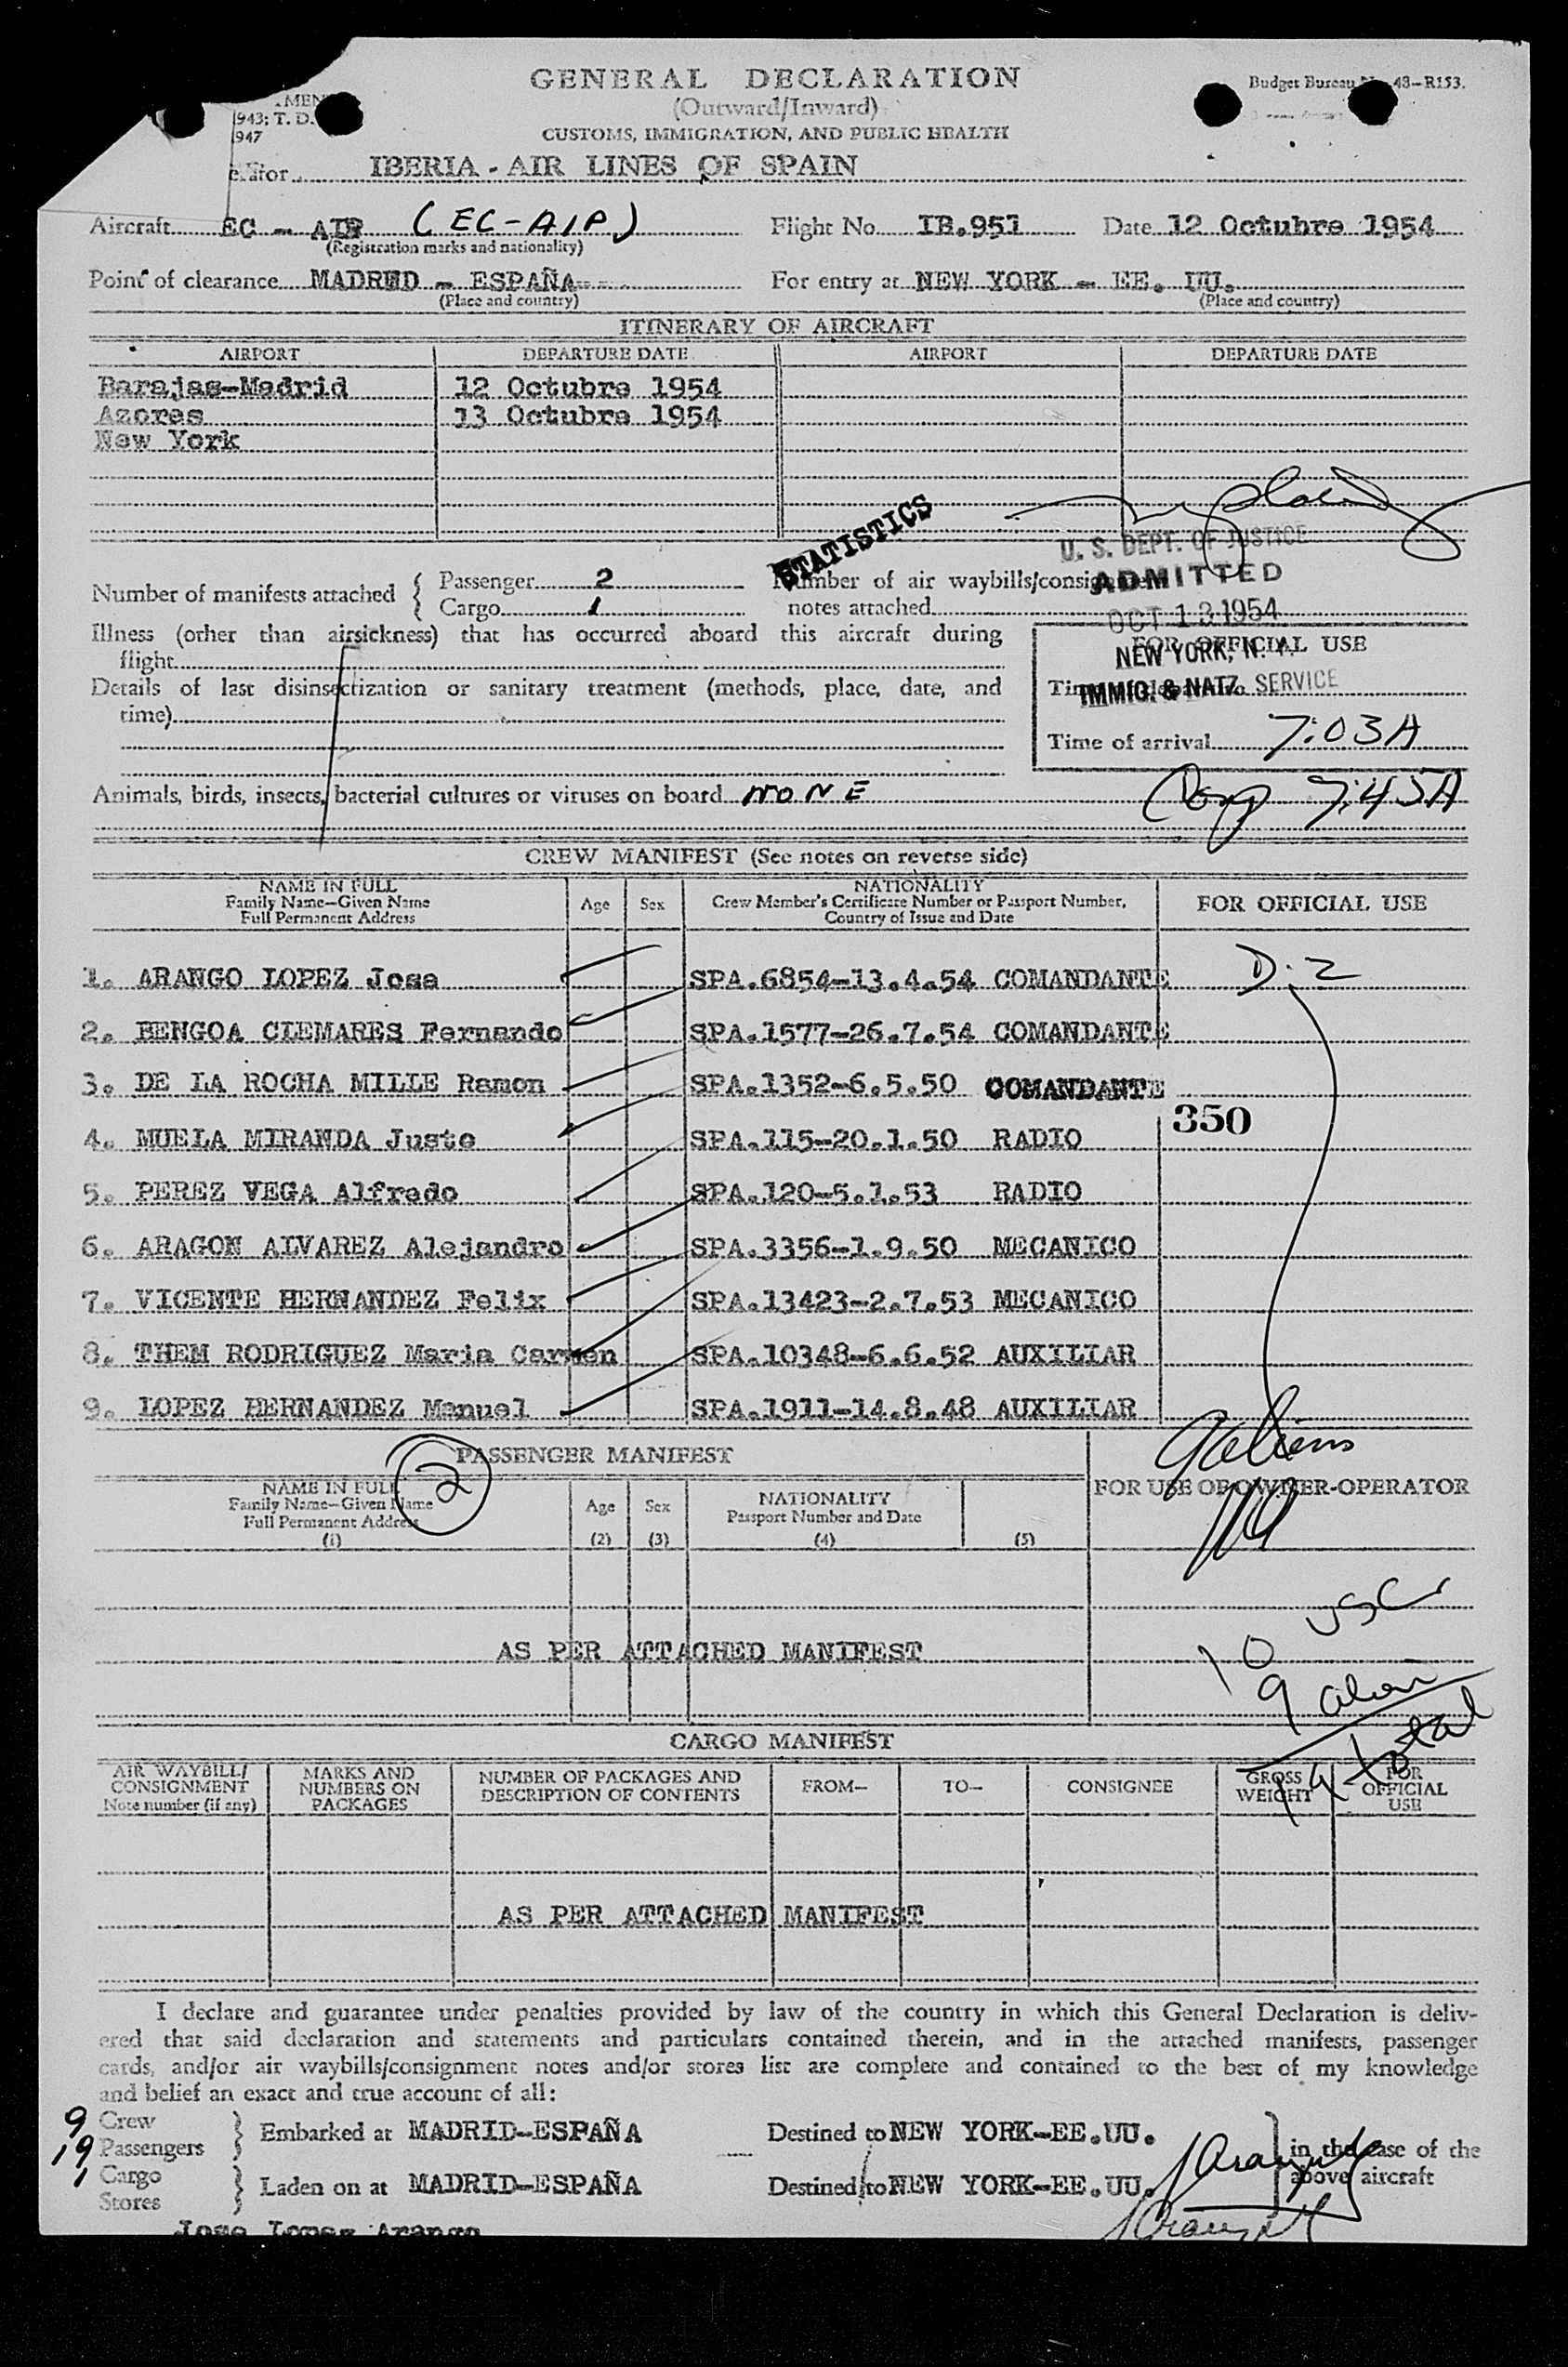 GENERAL DECLARATION
(Outward/Inward)
CUSTOMS, IMMIGRATION, AND PUBLIC HEALTH
Budget Bureau 48-R153.
943; T. D.
947
IBERIA - AIR LINES OF SPAIN
Aircraft EC - AIR (EC-AIP) Flight No. IB.951 Date 12 Octubre 1954
(Registration marks and nationality)
Point of clearance MADRID - ESPAÑA For entry at NEW YORK - EE. UU.
(Place and country) (Place and country)
ITINERARY OF AIRCRAFT
AIRPORT DEPARTURE DATE AIRPORT DEPARTURE DATE
Barajas-Madrid 12 Octubre 1954
Azores 13 Octubre 1954
New York
STATISTICS
U. S. DEPT. OF JUSTICE
ADMITTED
OCT 13 1954
NEW YORK, N. Y.
IMMIG. & NATZ. SERVICE
Number of manifests attached { Passenger 2 Number of air waybills/consignment
Cargo 1 notes attached
Illness (other than airsickness) that has occurred aboard this aircraft during
flight
FOR OFFICIAL USE
Details of last disinsectization or sanitary treatment (methods, place, date, and
time)
Time of arrival 7:03A
Animals, birds, insects, bacterial cultures or viruses on board NONE
7:45A
CREW MANIFEST (See notes on reverse side)
NAME IN FULL
Family Name-Given Name
Full Permanent Address
Age Sex
NATIONALITY
Crew Member's Certificate Number or Passport Number,
Country of Issue and Date
FOR OFFICIAL USE
1. ARANGO LOPEZ Jose SPA.6854-13.4.54 COMANDANTE D-2
2. BENGOA CLEMARES Fernando SPA.1577-26.7.54 COMANDANTE
3. DE LA ROCHA MILLE Ramon SPA.1352-6.5.50 COMANDANTE
350
4. MUELA MIRANDA Justo SPA.115-20.1.50 RADIO
5. PEREZ VEGA Alfredo SPA.120-5.1.53 RADIO
6. ARAGON ALVAREZ Alejandro SPA.3356-1.9.50 MECANICO
7. VICENTE HERNANDEZ Felix SPA.13423-2.7.53 MECANICO
8. THEM RODRIGUEZ Maria Carmen SPA.10348-6.6.52 AUXILIAR
9. LOPEZ HERNANDEZ Manuel SPA.1911-14.8.48 AUXILIAR
9 aliens
PASSENGER MANIFEST
2
NAME IN FULL
Family Name-Given Name
Full Permanent Address
(1)
Age
(2)
Sex
(3)
NATIONALITY
Passport Number and Date
(4)
(5)
FOR USE OF OWNER-OPERATOR
AS PER ATTACHED MANIFEST
10 USC
9 alien
19 total
CARGO MANIFEST
AIR WAYBILL/
CONSIGNMENT
Note number (if any)
MARKS AND
NUMBERS ON
PACKAGES
NUMBER OF PACKAGES AND
DESCRIPTION OF CONTENTS
FROM-
TO-
CONSIGNEE
GROSS
WEIGHT
FOR
OFFICIAL
USE
AS PER ATTACHED MANIFEST
I declare and guarantee under penalties provided by law of the country in which this General Declaration is deliv-
ered that said declaration and statements and particulars contained therein, and in the attached manifests, passenger
cards, and/or air waybills/consignment notes and/or stores list are complete and contained to the best of my knowledge
and belief an exact and true account of all:
9 Crew
19 Passengers
Embarked at MADRID-ESPAÑA Destined to NEW YORK-EE.UU.
in the case of the
above aircraft
1 Cargo
Stores
Laden on at MADRID-ESPAÑA Destined to NEW YORK-EE.UU.
Jose Lopez Arango